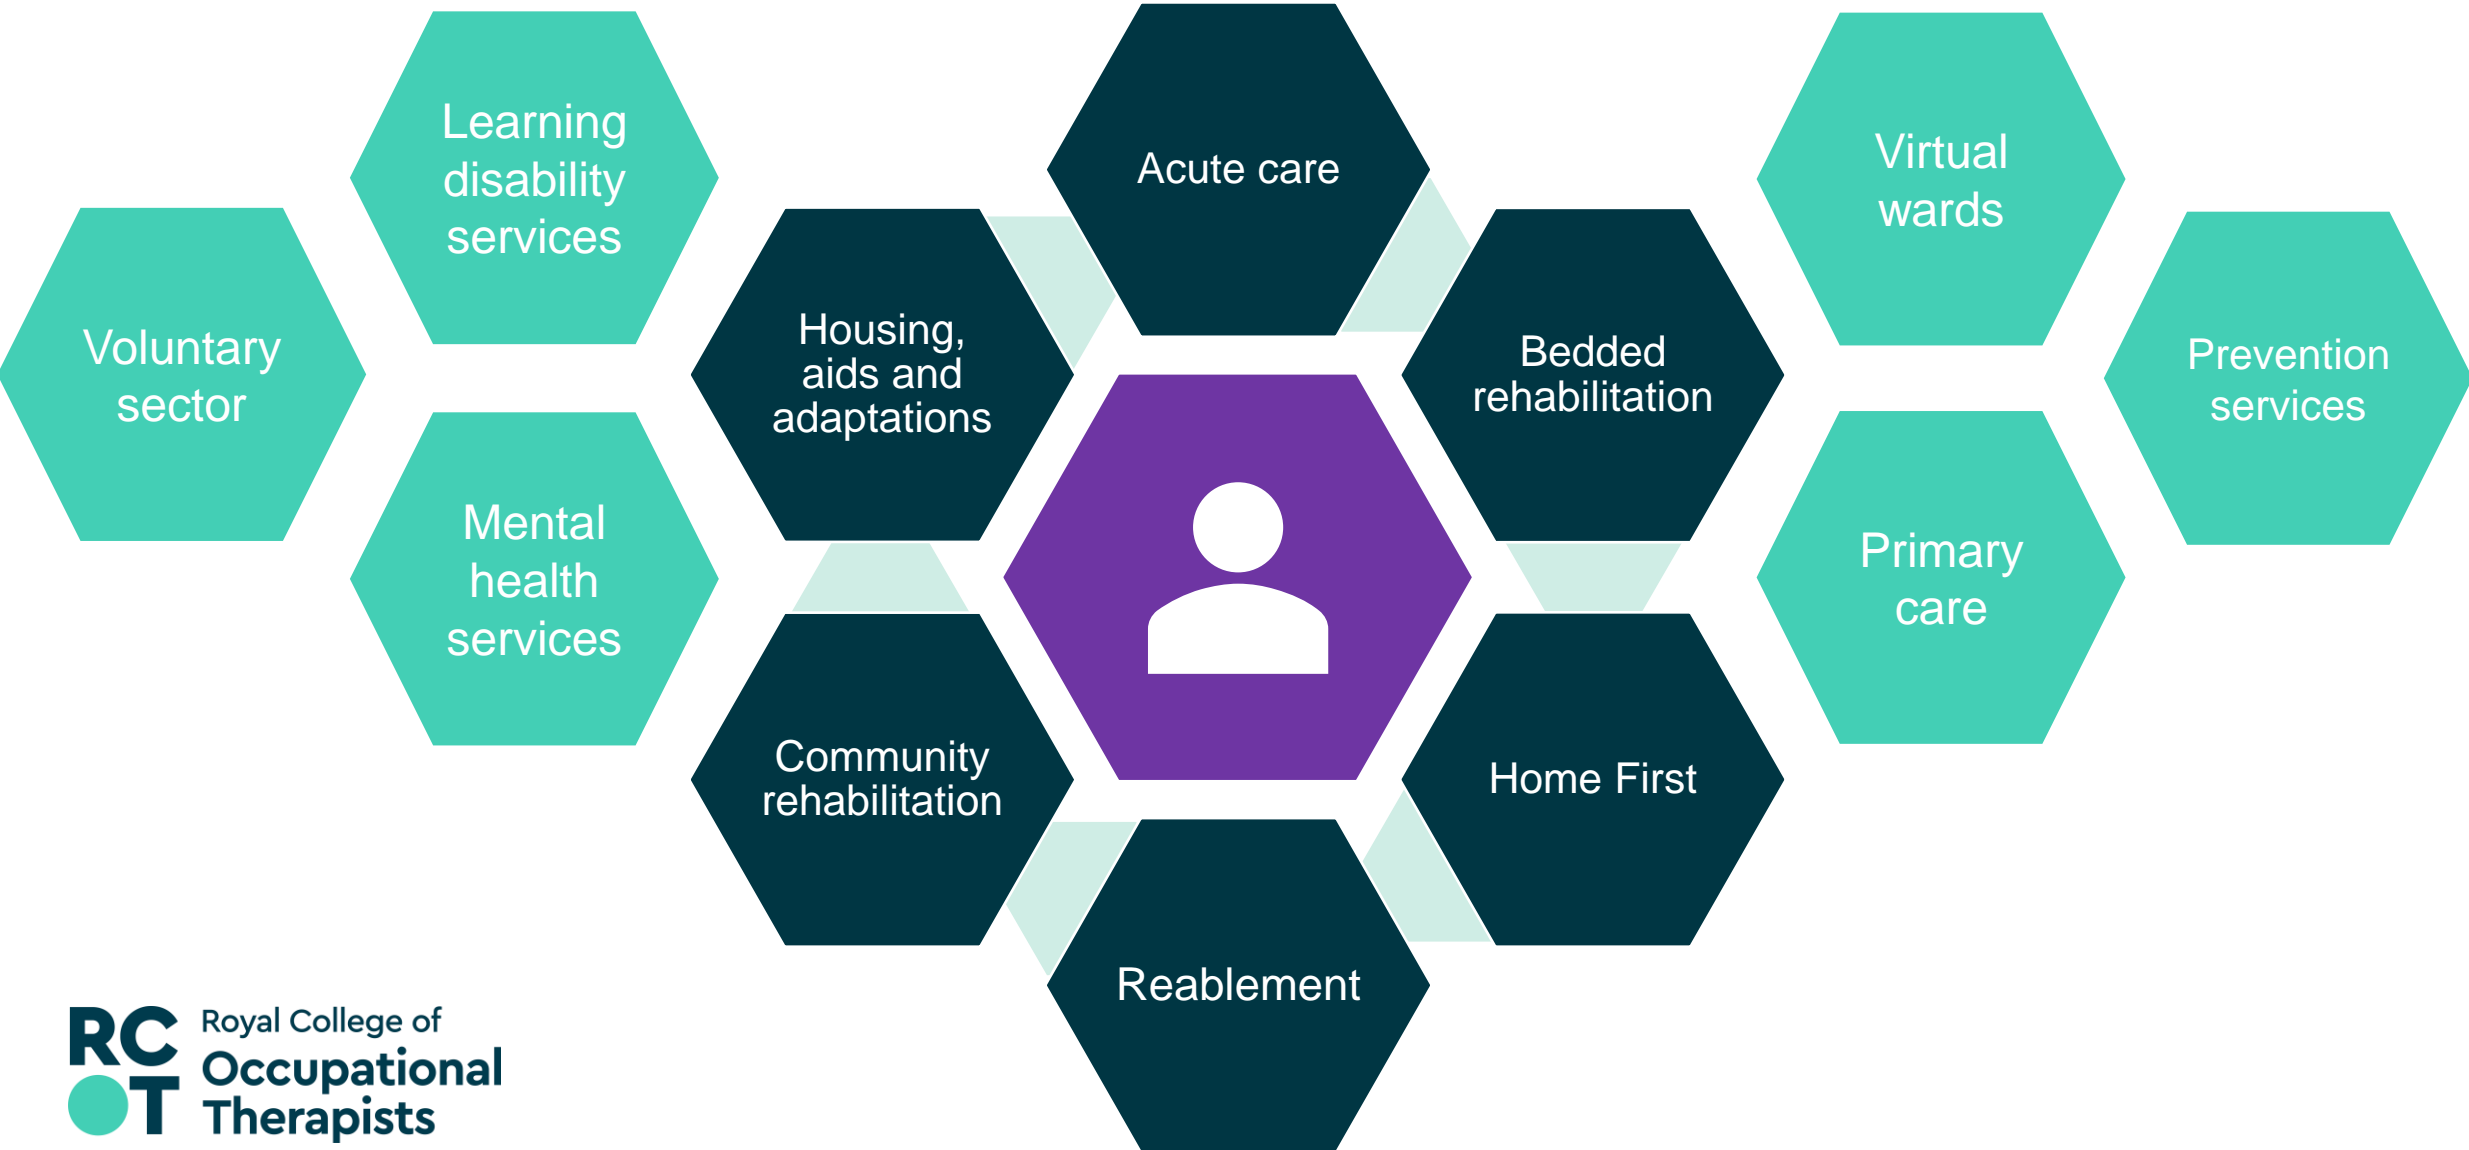 Learning
disability
services
Voluntary
sector
Mental
health
services
Housing,
aids and
adaptations
Acute care
Bedded
rehabilitation
Virtual
wards
Prevention
services
Primary
care
Community
rehabilitation
Home First
Reablement
RC
OT
Royal College of
Occupational
Therapists